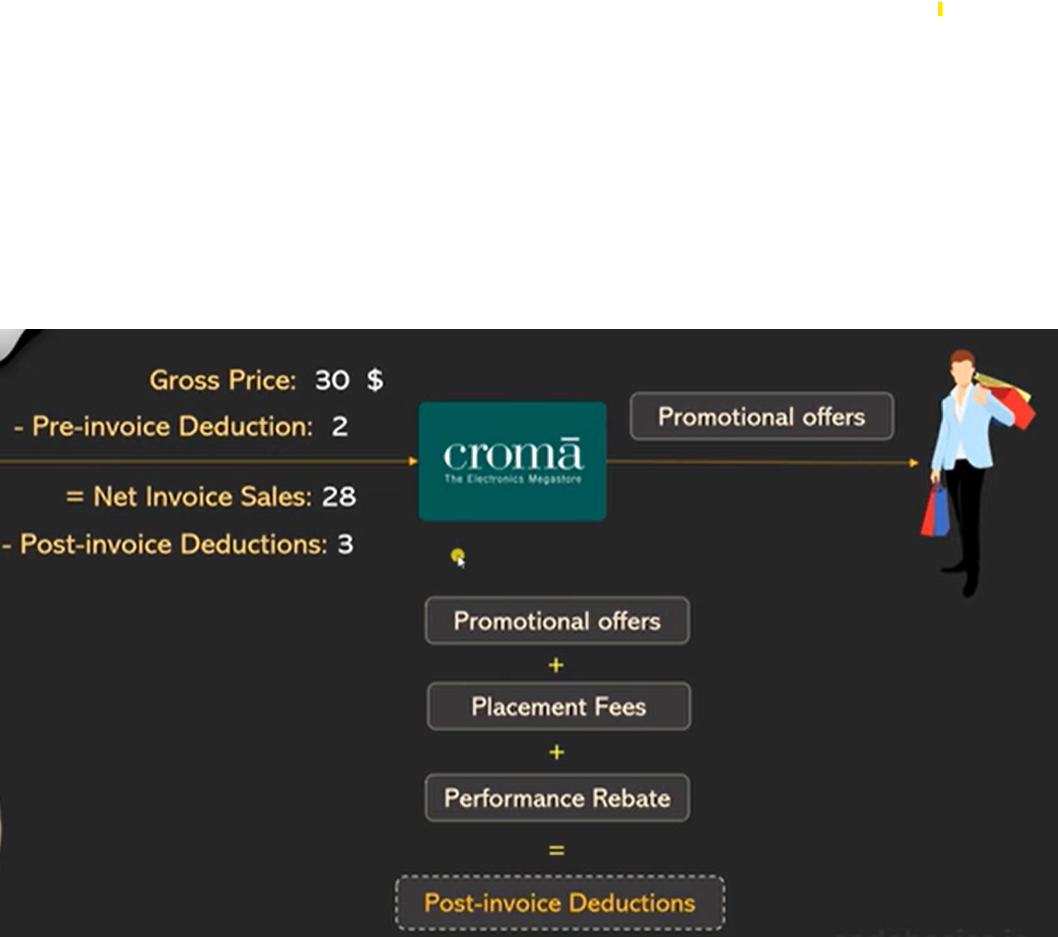 Gross Price: 30 $
- Pre-invoice Deduction: 2
= Net Invoice Sales: 28
- Post-invoice Deductions: 3
cromā
The Electronics Megastore
Promotional offers
Promotional offers
+
Placement Fees
+
Performance Rebate
=
Post-invoice Deductions